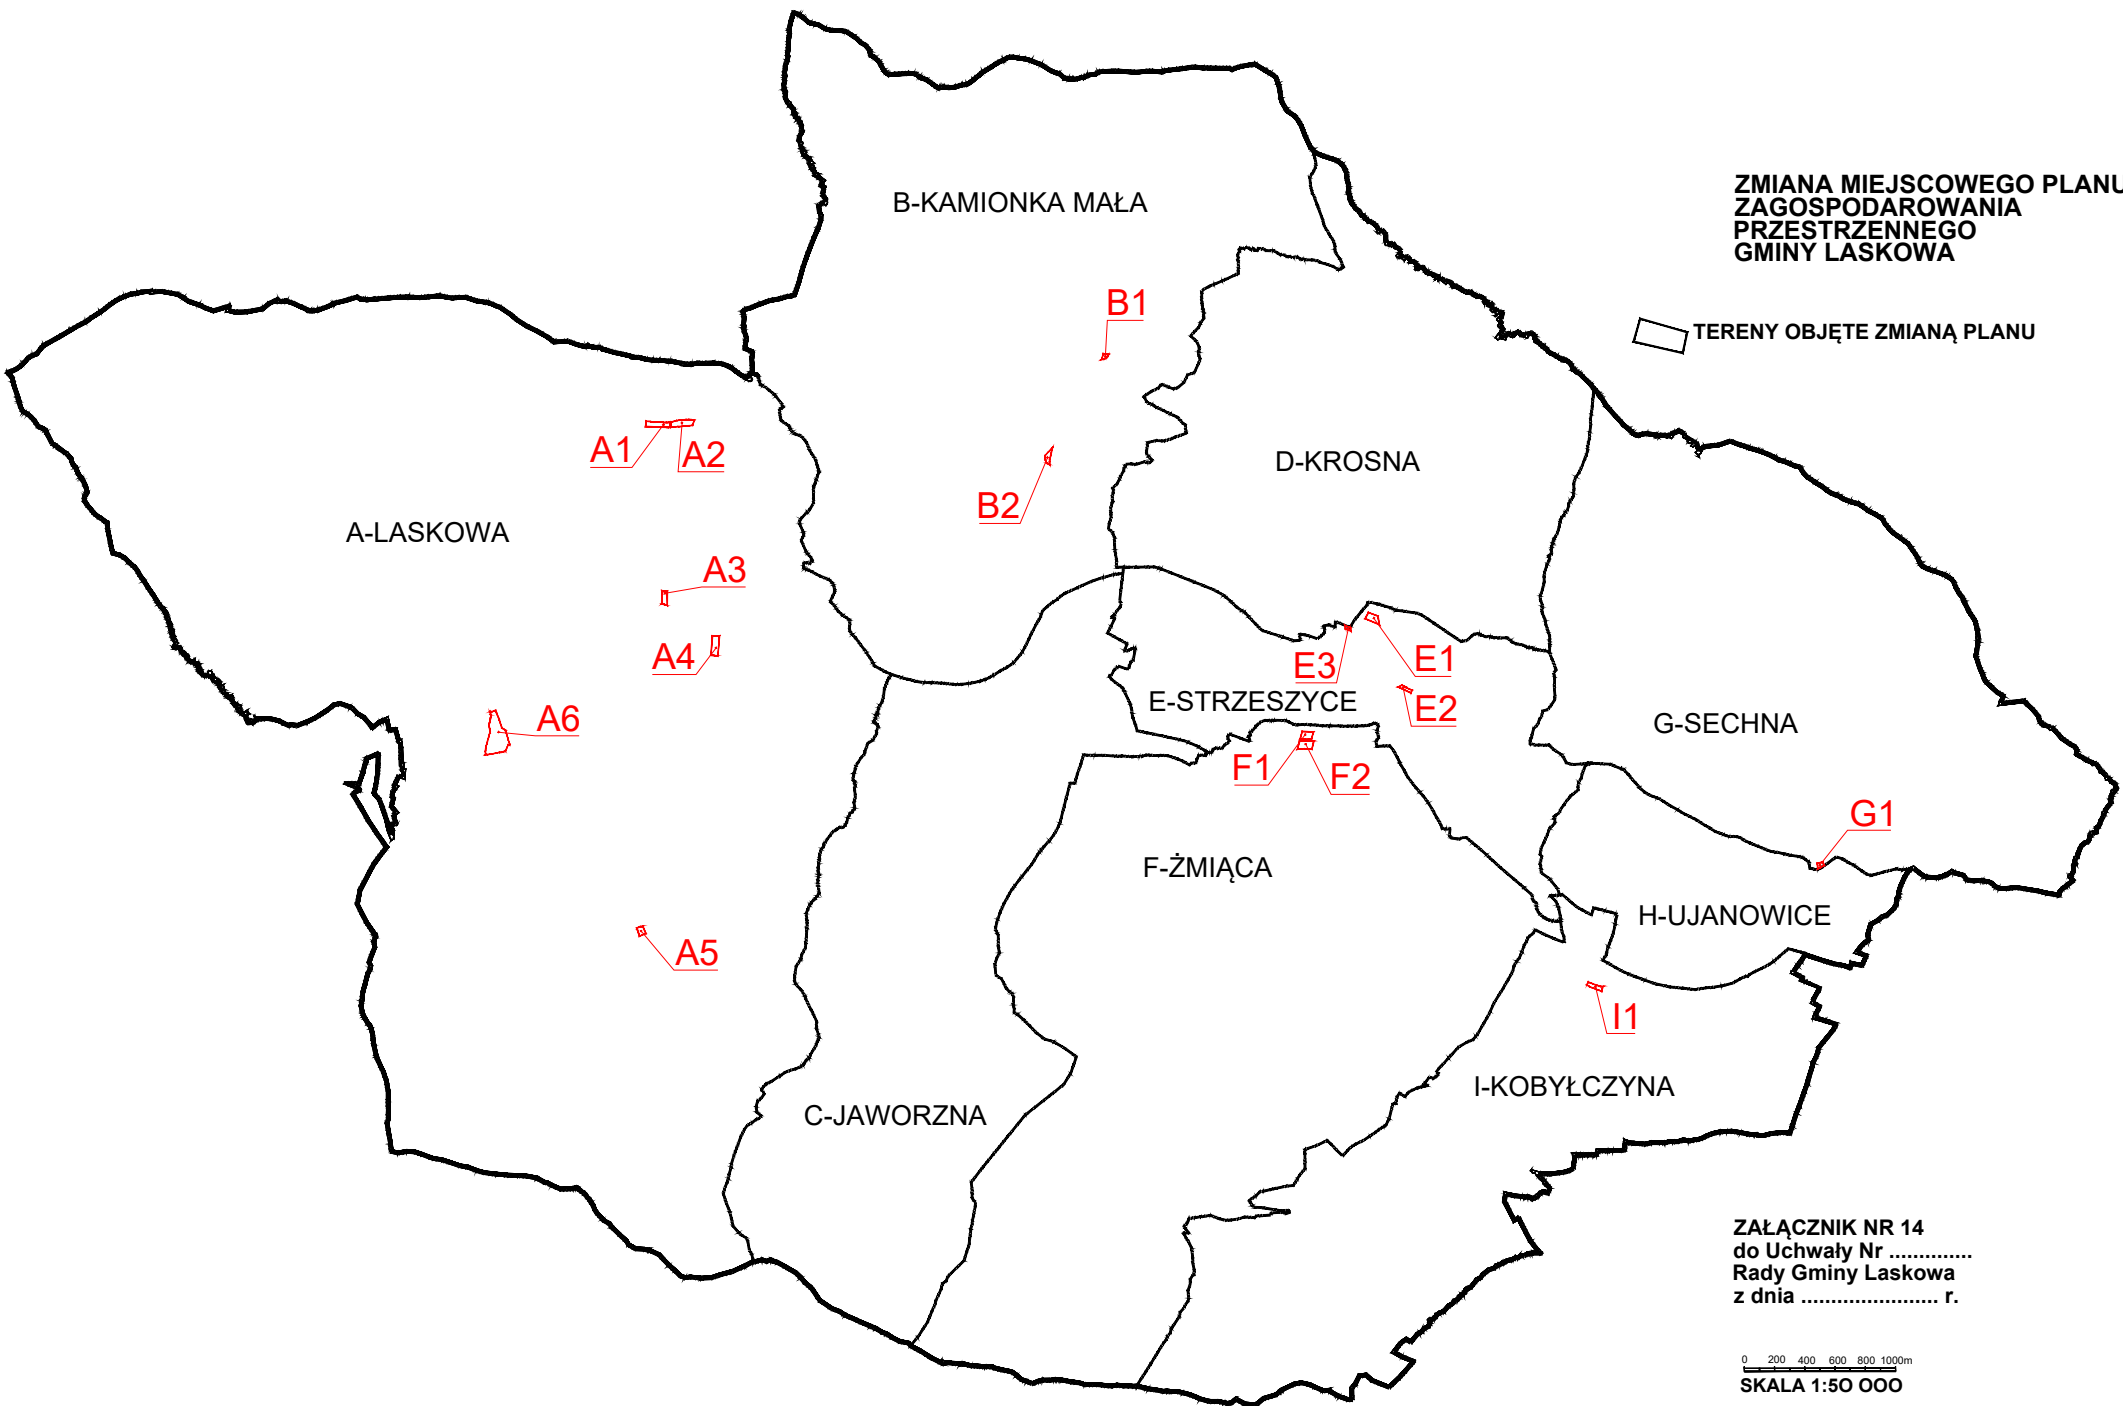 B-KAMIONKA MAŁA
ZMIANA MIEJSCOWEGO PLANU
ZAGOSPODAROWANIA
PRZESTRZENNEGO
GMINY LASKOWA
TERENY OBJĘTE ZMIANĄ PLANU
B1
A1
A2
B2
D-KROSNA
A-LASKOWA
A3
A4
E3
E1
E-STRZESZYCE
E2
A6
G-SECHNA
F1
F2
G1
F-ŻMIĄCA
H-UJANOWICE
A5
I1
I-KOBYŁCZYNA
C-JAWORZNA
ZAŁĄCZNIK NR 14
do Uchwały Nr ..............
Rady Gminy Laskowa
z dnia ........................ r.
0 200 400 600 800 1000m
SKALA 1:5O OOO